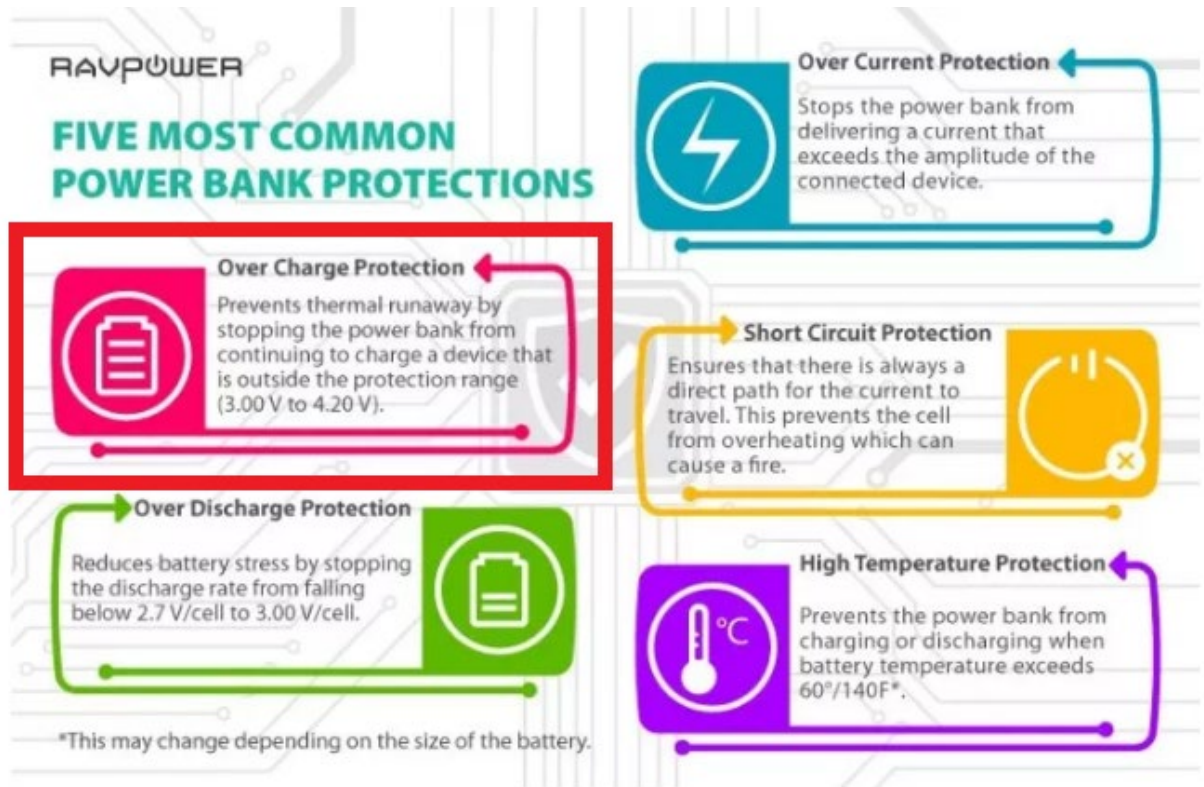 RAVPOWER
FIVE MOST COMMON
POWER BANK PROTECTIONS
Over Charge Protection
Prevents thermal runaway by
stopping the power bank from
continuing to charge a device that
is outside the protection range
(3.00 V to 4.20 V).
Over Discharge Protection
Reduces battery stress by stopping
the discharge rate from falling
below 2.7 V/cell to 3.00 V/cell.
*This may change depending on the size of the battery.
Over Current Protection
Stops the power bank from
delivering a current that
exceeds the amplitude of the
connected device.
Short Circuit Protection
Ensures that there is always a
direct path for the current to
travel. This prevents the cell
from overheating which can
cause a fire.
High Temperature Protection
°C
Prevents the power bank from
charging or discharging when
battery temperature exceeds
60°/140F*.